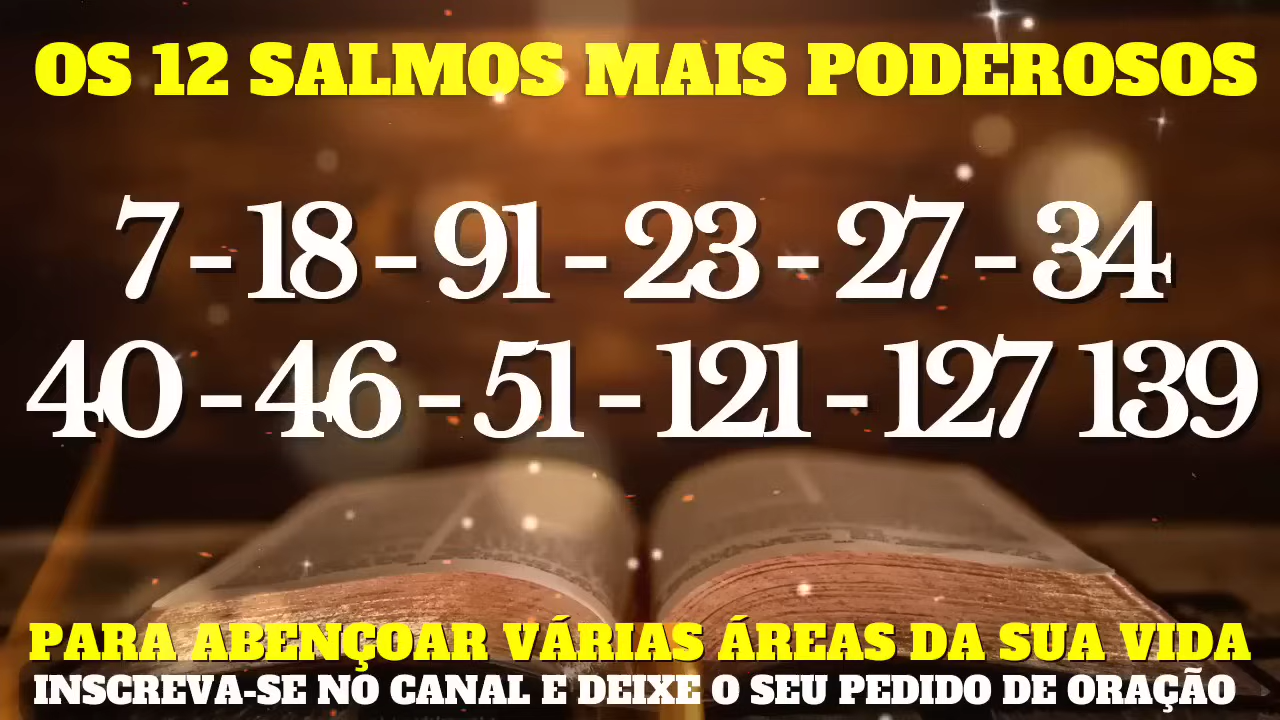 OS 12 SALMOS MAIS PODEROSOS
7 - 18 - 91 - 23 - 27 - 34
40 - 46 - 51 - 121 - 127 139
PARA ABENÇOAR VÁRIAS ÁREAS DA SUA VIDA
INSCREVA-SE NO CANAL E DEIXE O SEU PEDIDO DE ORAÇÃO